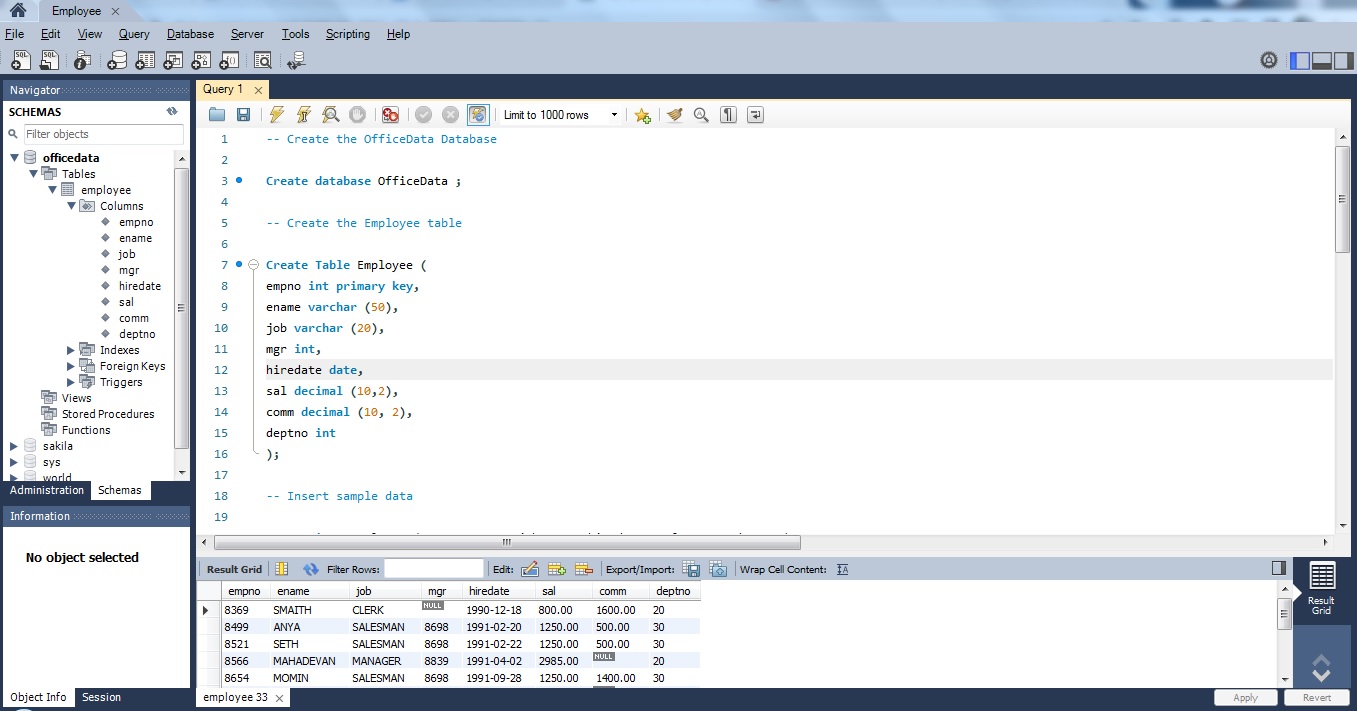 Employee
File Edit View Query Database Server Tools Scripting Help
Navigator
SCHEMAS
Filter objects
officedata
Tables
employee
Columns
empno
ename
job
mgr
hiredate
sal
comm
deptno
Indexes
Foreign Keys
Triggers
Views
Stored Procedures
Functions
sakila
sys
world
Administration Schemas
Information
No object selected
Object Info Session
Query 1
Limit to 1000 rows
1 -- Create the OfficeData Database
2
3 Create database OfficeData ;
4
5 -- Create the Employee table
6
7 Create Table Employee (
8 empno int primary key,
9 ename varchar (50),
10 job varchar (20),
11 mgr int,
12 hiredate date,
13 sal decimal (10,2),
14 comm decimal (10, 2),
15 deptno int
16 );
17
18 -- Insert sample data
19
Result Grid Filter Rows: Edit: Export/Import: Wrap Cell Content:
empno ename job mgr hiredate sal comm deptno
8369 SMAITH CLERK NULL 1990-12-18 800.00 1600.00 20
8499 ANYA SALESMAN 8698 1991-02-20 1250.00 500.00 30
8521 SETH SALESMAN 8698 1991-02-22 1250.00 500.00 30
8566 MAHADEVAN MANAGER 8839 1991-04-02 2985.00 NULL 20
8654 MOMIN SALESMAN 8698 1991-09-28 1250.00 1400.00 30
Result
Grid
employee 33
Apply Revert